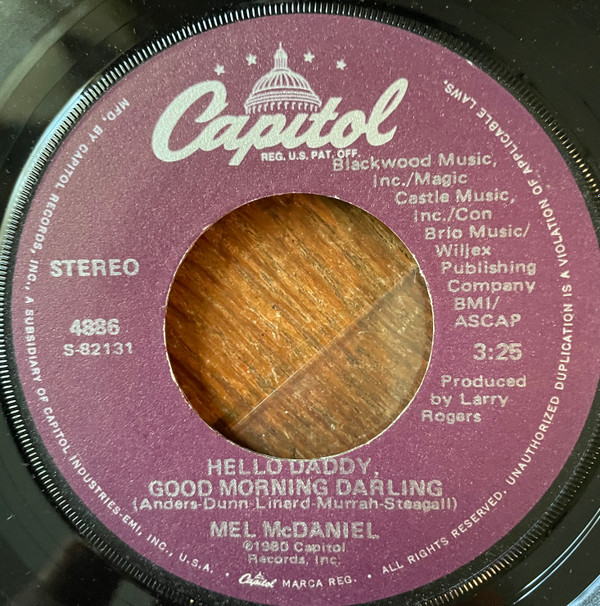 Capitol
REG. U.S. PAT. OFF.
Blackwood Music,
Inc./Magic
Castle Music,
Inc./Con
Brio Music/
Willex
Publishing
Company
BMI/
ASCAP
STEREO
4886
S-82131
3:25
Produced
by Larry
Rogers
HELLO DADDY,
GOOD MORNING DARLING
(Anders-Dunn-Linard-Murrah-Steagall)
MEL McDANIEL
℗1980 Capitol
Records, Inc.
MFD. BY CAPITOL RECORDS, INC., A SUBSIDIARY OF CAPITOL INDUSTRIES-EMI, INC., U.S.A. • Capitol MARCA REG. • ALL RIGHTS RESERVED. UNAUTHORIZED DUPLICATION IS A VIOLATION OF APPLICABLE LAWS.